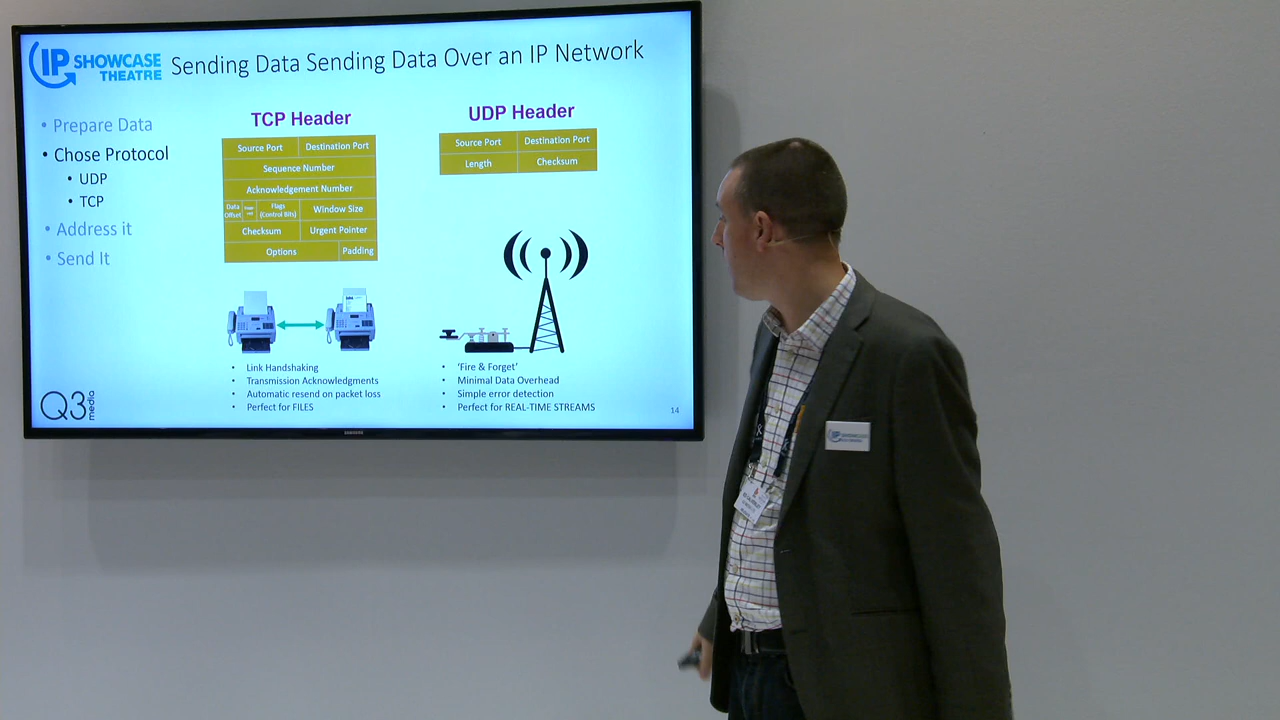 IP SHOWCASE
THEATRE
Sending Data Sending Data Over an IP Network
• Prepare Data
• Chose Protocol
• UDP
• TCP
• Address it
• Send It
TCP Header
Source Port Destination Port
Sequence Number
Acknowledgement Number
Data Offset Flags (Control Bits) Window Size
Checksum Urgent Pointer
Options Padding
• Link Handshaking
• Transmission Acknowledgments
• Automatic resend on packet loss
• Perfect for FILES
UDP Header
Source Port Destination Port
Length Checksum
• 'Fire & Forget'
• Minimal Data Overhead
• Simple error detection
• Perfect for REAL-TIME STREAMS
Q3 media
14
SAMSUNG
IP SHOWCASE